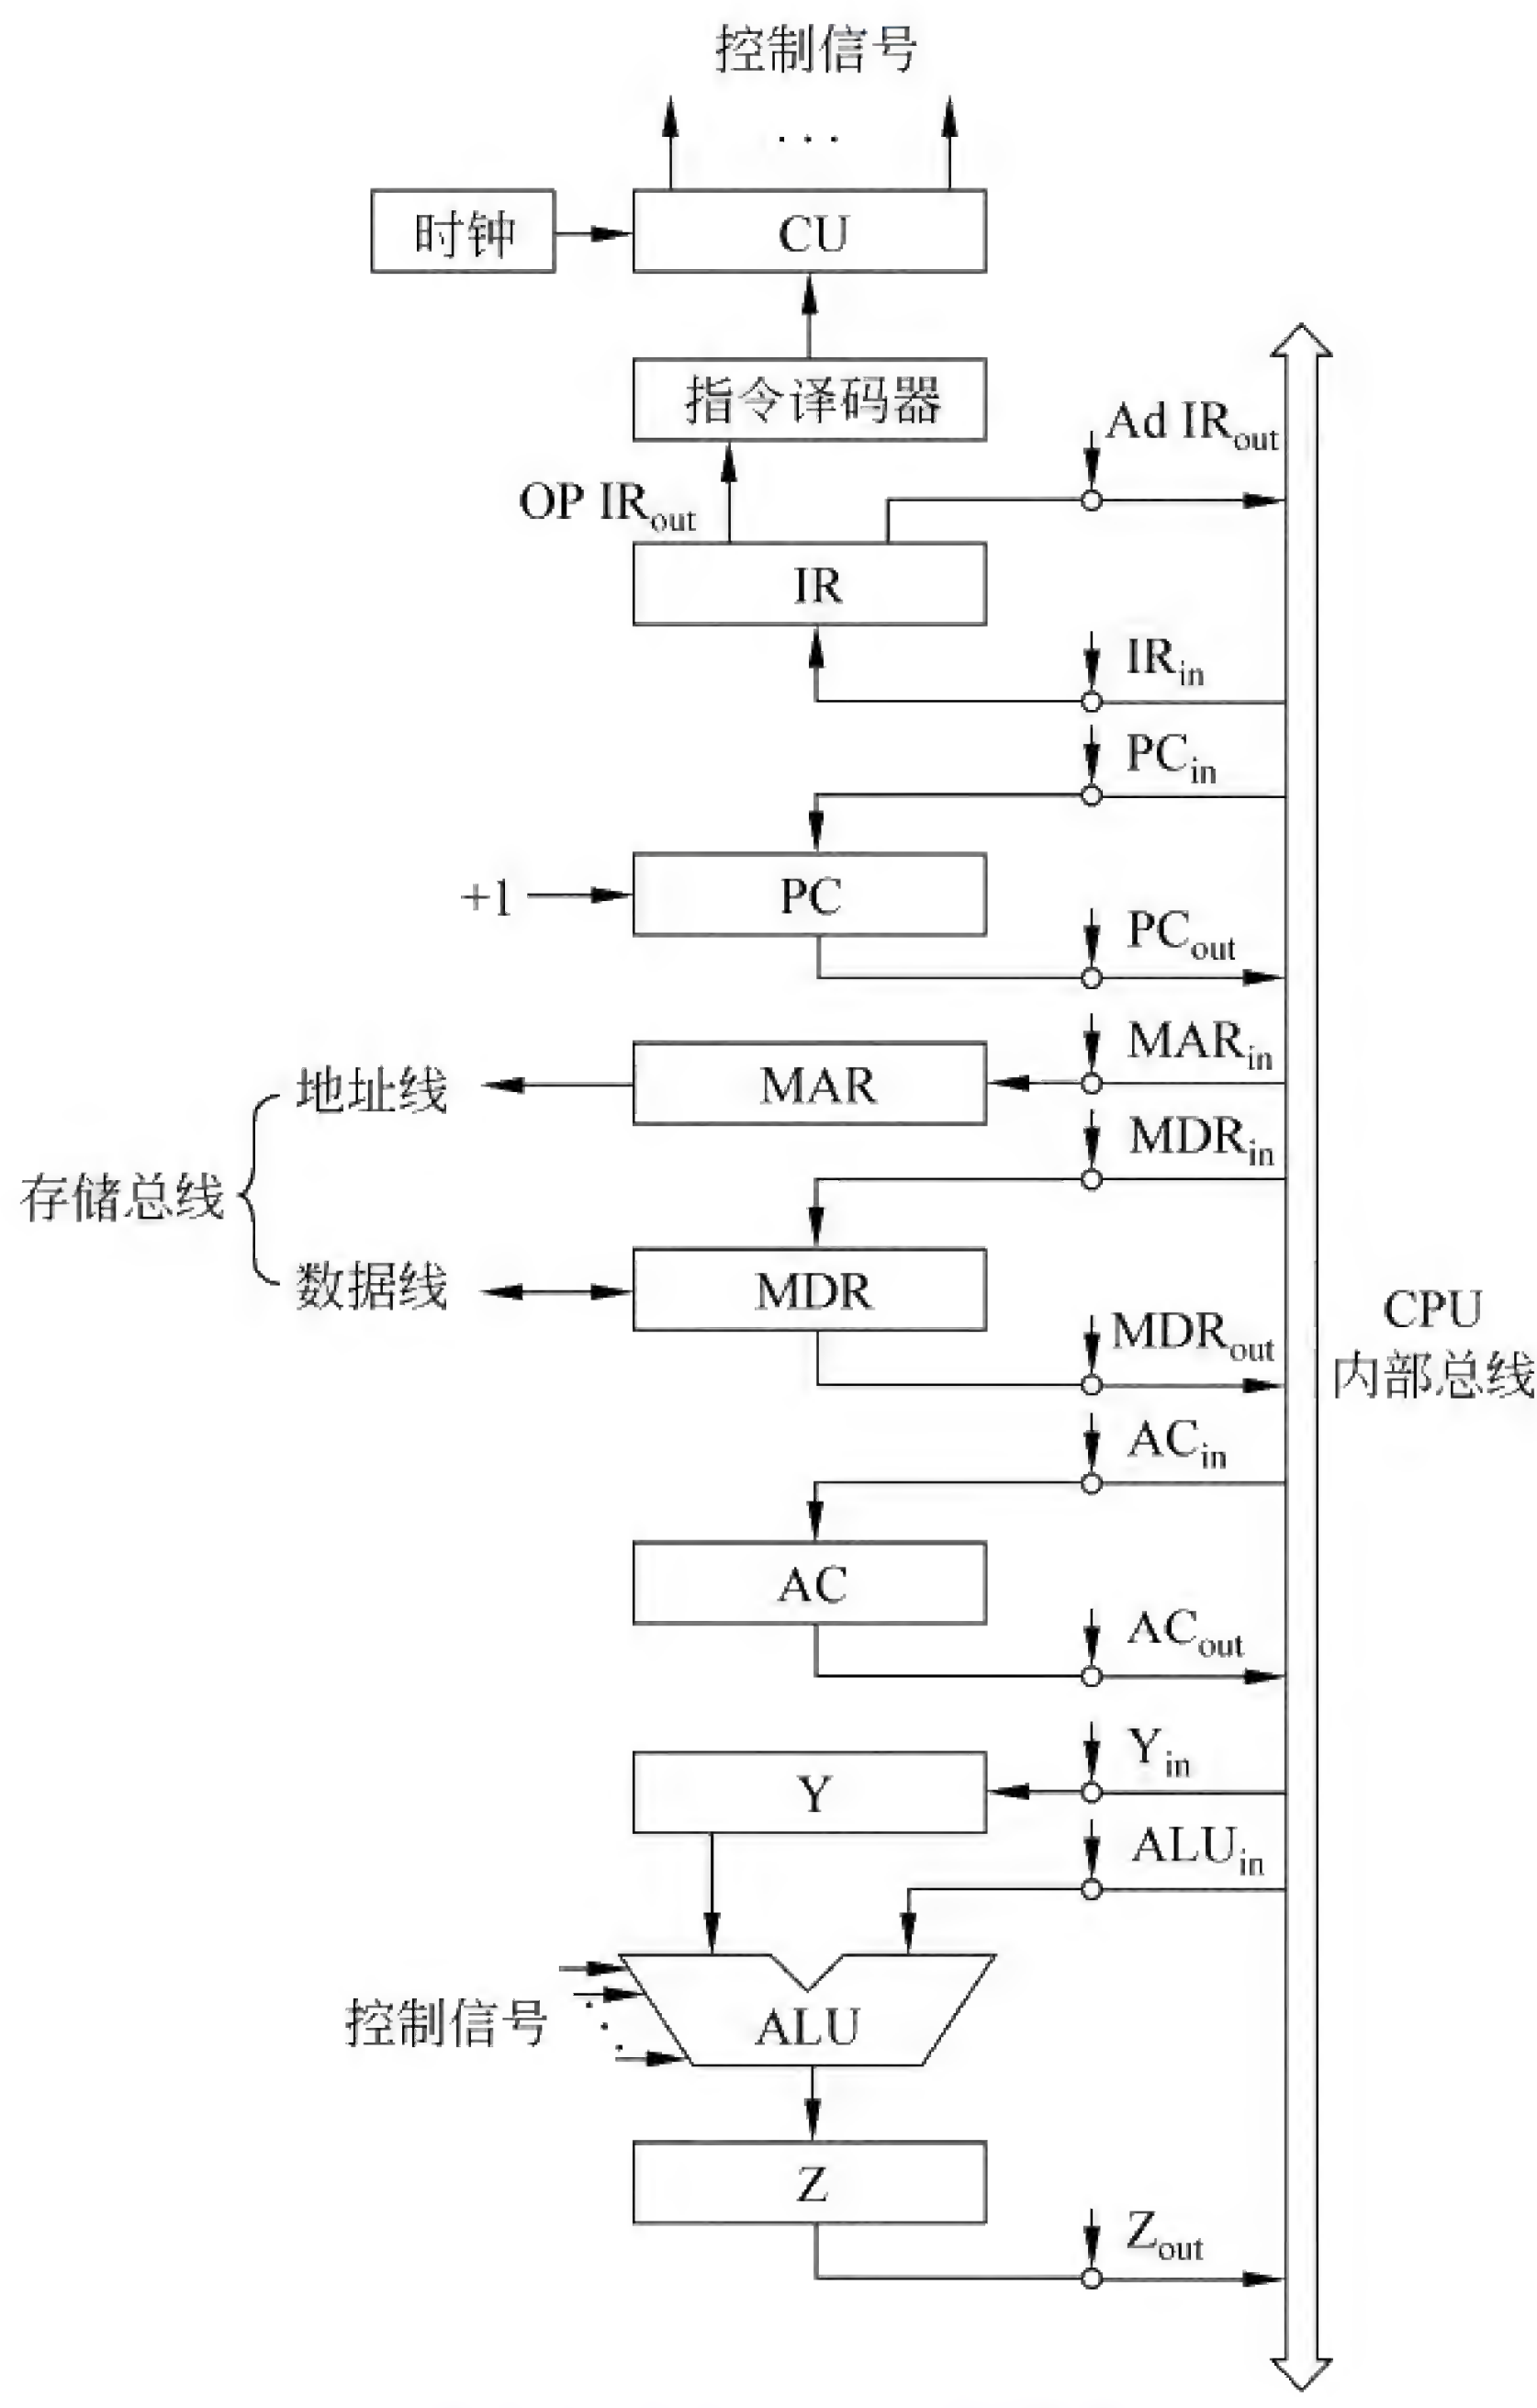 控制信号
···
时钟
CU
指令译码器
Ad IRout
OP IRout
IR
IRin
PCin
+1
PC
PCout
MARin
地址线
MAR
MDRin
存储总线
数据线
MDR
MDRout
CPU
内部总线
ACin
AC
ACout
Yin
Y
ALUin
控制信号
ALU
Z
Zout